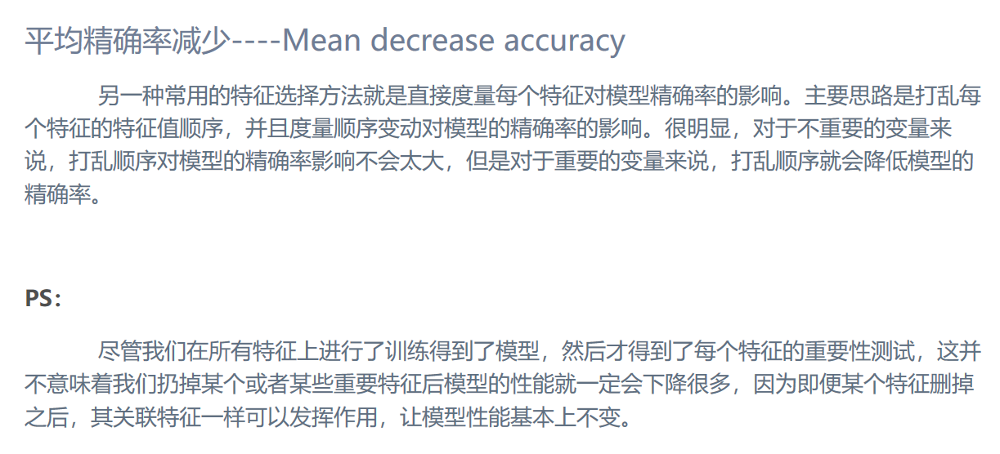 平均精确率减少----Mean decrease accuracy
另一种常用的特征选择方法就是直接度量每个特征对模型精确率的影响。主要思路是打乱每
个特征的特征值顺序，并且度量顺序变动对模型的精确率的影响。很明显，对于不重要的变量来
说，打乱顺序对模型的精确率影响不会太大，但是对于重要的变量来说，打乱顺序就会降低模型的
精确率。
PS：
尽管我们在所有特征上进行了训练得到了模型，然后才得到了每个特征的重要性测试，这并
不意味着我们扔掉某个或者某些重要特征后模型的性能就一定会下降很多，因为即便某个特征删掉
之后，其关联特征一样可以发挥作用，让模型性能基本上不变。